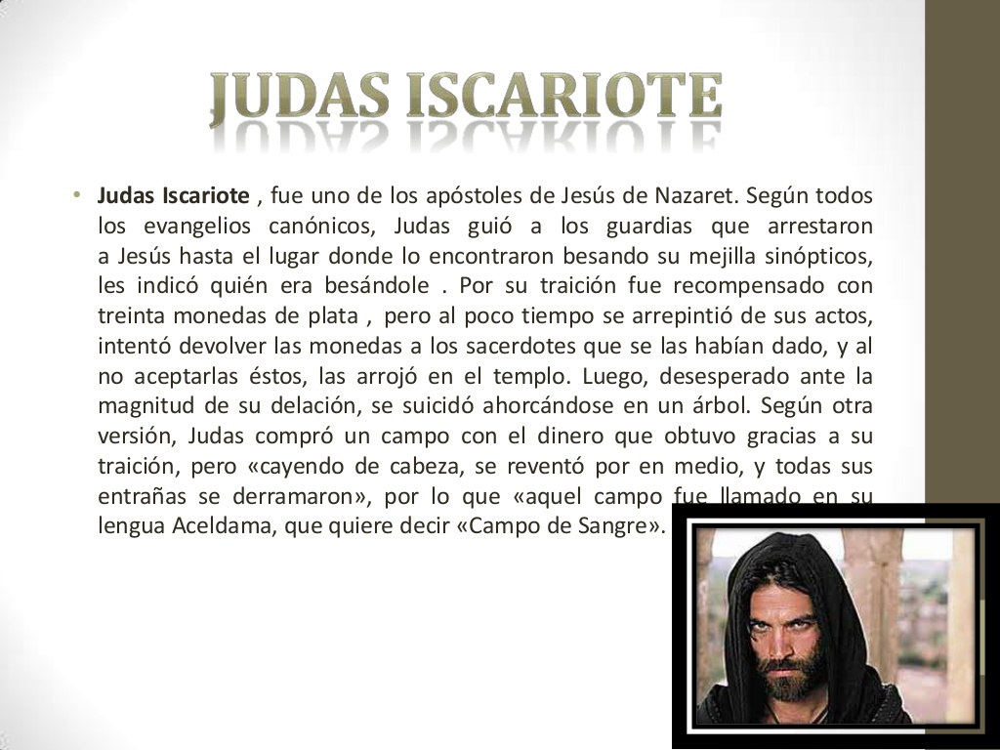 JUDAS ISCARIOTE
• Judas Iscariote , fue uno de los apóstoles de Jesús de Nazaret. Según todos
los evangelios canónicos, Judas guió a los guardias que arrestaron
a Jesús hasta el lugar donde lo encontraron besando su mejilla sinópticos,
les indicó quién era besándole . Por su traición fue recompensado con
treinta monedas de plata , pero al poco tiempo se arrepintió de sus actos,
intentó devolver las monedas a los sacerdotes que se las habían dado, y al
no aceptarlas éstos, las arrojó en el templo. Luego, desesperado ante la
magnitud de su delación, se suicidó ahorcándose en un árbol. Según otra
versión, Judas compró un campo con el dinero que obtuvo gracias a su
traición, pero «cayendo de cabeza, se reventó por en medio, y todas sus
entrañas se derramaron», por lo que «aquel campo fue llamado en su
lengua Aceldama, que quiere decir «Campo de Sangre».